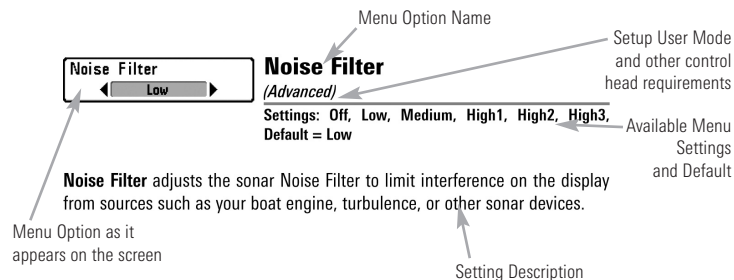 Menu Option Name
Setup User Mode
and other control
head requirements
Noise Filter
Low
Noise Filter
(Advanced)
Settings: Off, Low, Medium, High1, High2, High3,
Default = Low
Available Menu
Settings
and Default
Noise Filter adjusts the sonar Noise Filter to limit interference on the display
from sources such as your boat engine, turbulence, or other sonar devices.
Menu Option as it
appears on the screen
Setting Description